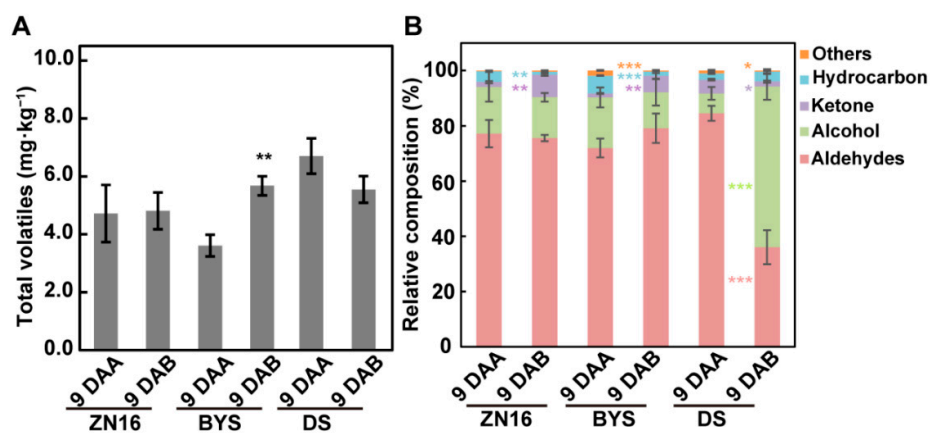 A
Total volatiles (mg·kg⁻¹)
10.0
8.0
6.0
4.0
2.0
0.0
**
9 DAA
9 DAB
9 DAA
9 DAB
9 DAA
9 DAB
ZN16
BYS
DS
B
Relative composition (%)
100
80
60
40
20
0
**
**
***
***
**
*
*
***
***
9 DAA
9 DAB
9 DAA
9 DAB
9 DAA
9 DAB
ZN16
BYS
DS
Others
Hydrocarbon
Ketone
Alcohol
Aldehydes